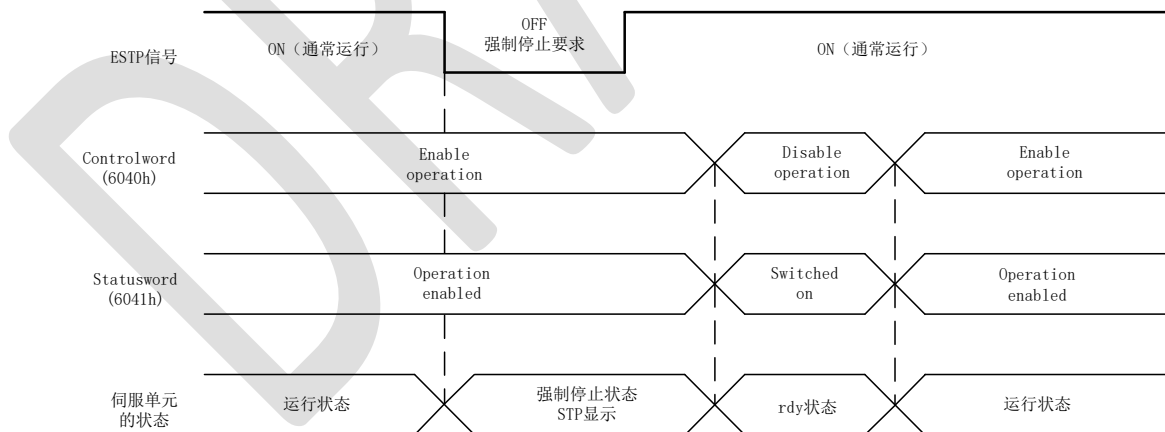 ESTP信号
ON（通常运行）
OFF
强制停止要求
ON（通常运行）
Controlword
(6040h)
Enable
operation
Disable
operation
Enable
operation
Statusword
(6041h)
Operation
enabled
Switched
on
Operation
enabled
伺服单元
的状态
运行状态
强制停止状态
STP显示
rdy状态
运行状态